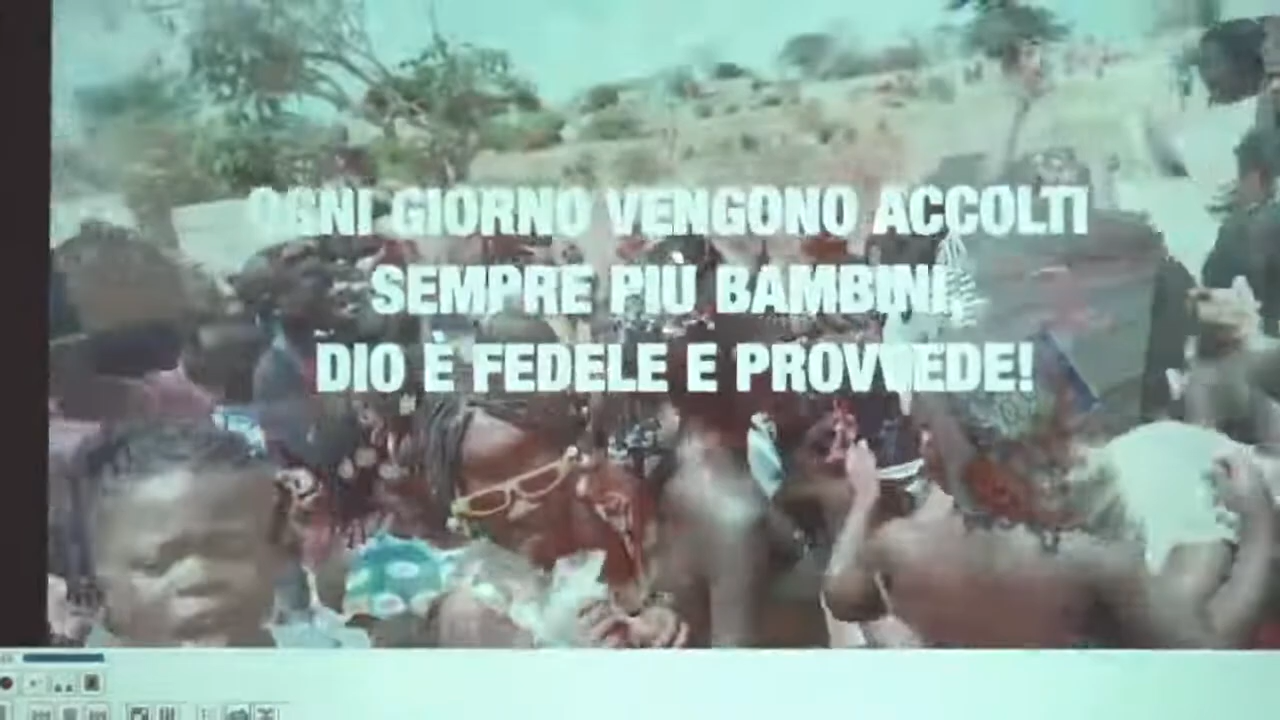 OGNI GIORNO VENGONO ACCOLTI
SEMPRE PIÙ BAMBINI,
DIO È FEDELE E PROVVEDE!